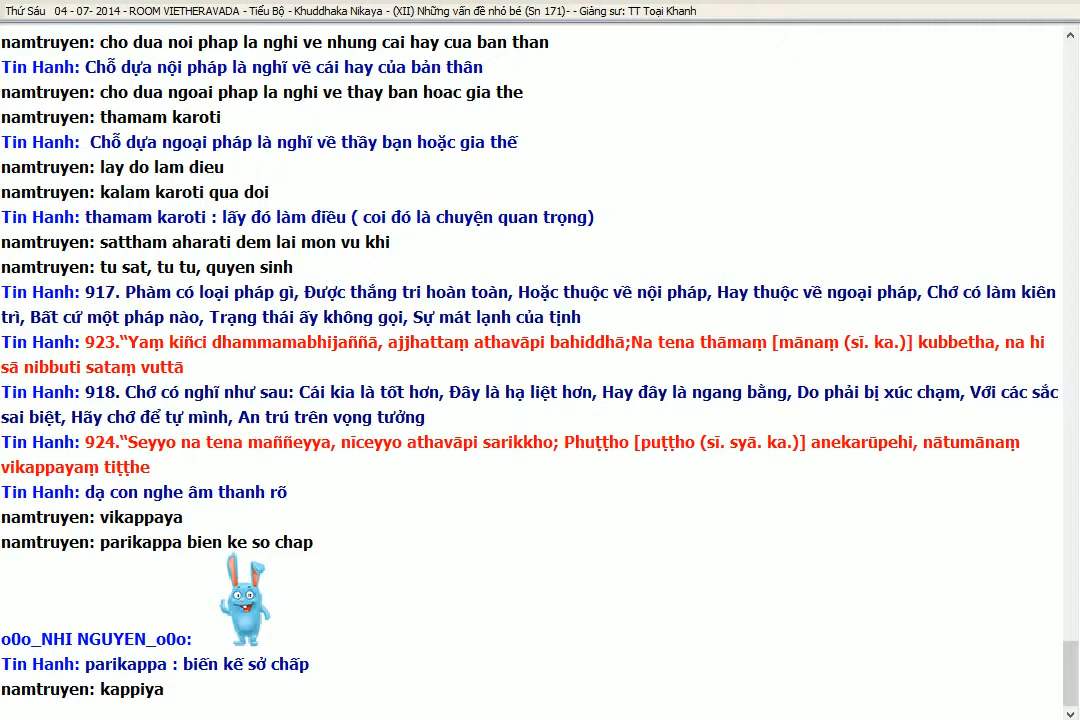 Thứ Sáu   04 - 07- 2014 - ROOM VIETHERAVADA - Tiểu Bộ - Khuddhaka Nikaya - (XII) Những vấn đề nhỏ bé (Sn 171)- - Giảng sư: TT Toại Khanh
namtruyen: cho dua noi phap la nghi ve nhung cai hay cua ban than
Tin Hanh: Chỗ dựa nội pháp là nghĩ về cái hay của bản thân
namtruyen: cho dua ngoai phap la nghi ve thay ban hoac gia the
namtruyen: thamam karoti
Tin Hanh:  Chỗ dựa ngoại pháp là nghĩ về thầy bạn hoặc gia thế
namtruyen: lay do lam dieu
namtruyen: kalam karoti qua doi
Tin Hanh: thamam karoti : lấy đó làm điều ( coi đó là chuyện quan trọng)
namtruyen: sattham aharati dem lai mon vu khi
namtruyen: tu sat, tu tu, quyen sinh
Tin Hanh: 917. Phàm có loại pháp gì, Được thắng tri hoàn toàn, Hoặc thuộc về nội pháp, Hay thuộc về ngoại pháp, Chớ có làm kiên
trì, Bất cứ một pháp nào, Trạng thái ấy không gọi, Sự mát lạnh của tịnh
Tin Hanh: 923.“Yaṃ kiñci dhammamabhijaññā, ajjhattaṃ athavāpi bahiddhā;Na tena thāmaṃ [mānaṃ (sī. ka.)] kubbetha, na hi
sā nibbuti sataṃ vuttā
Tin Hanh: 918. Chớ có nghĩ như sau: Cái kia là tốt hơn, Đây là hạ liệt hơn, Hay đây là ngang bằng, Do phải bị xúc chạm, Với các sắc
sai biệt, Hãy chớ để tự mình, An trú trên vọng tưởng
Tin Hanh: 924.“Seyyo na tena maññeyya, nīceyyo athavāpi sarikkho; Phuṭṭho [puṭṭho (sī. syā. ka.)] anekarūpehi, nātumānaṃ
vikappayaṃ tiṭṭhe
Tin Hanh: dạ con nghe âm thanh rõ
namtruyen: vikappaya
namtruyen: parikappa bien ke so chap
o0o_NHI NGUYEN_o0o:
Tin Hanh: parikappa : biến kế sở chấp
namtruyen: kappiya